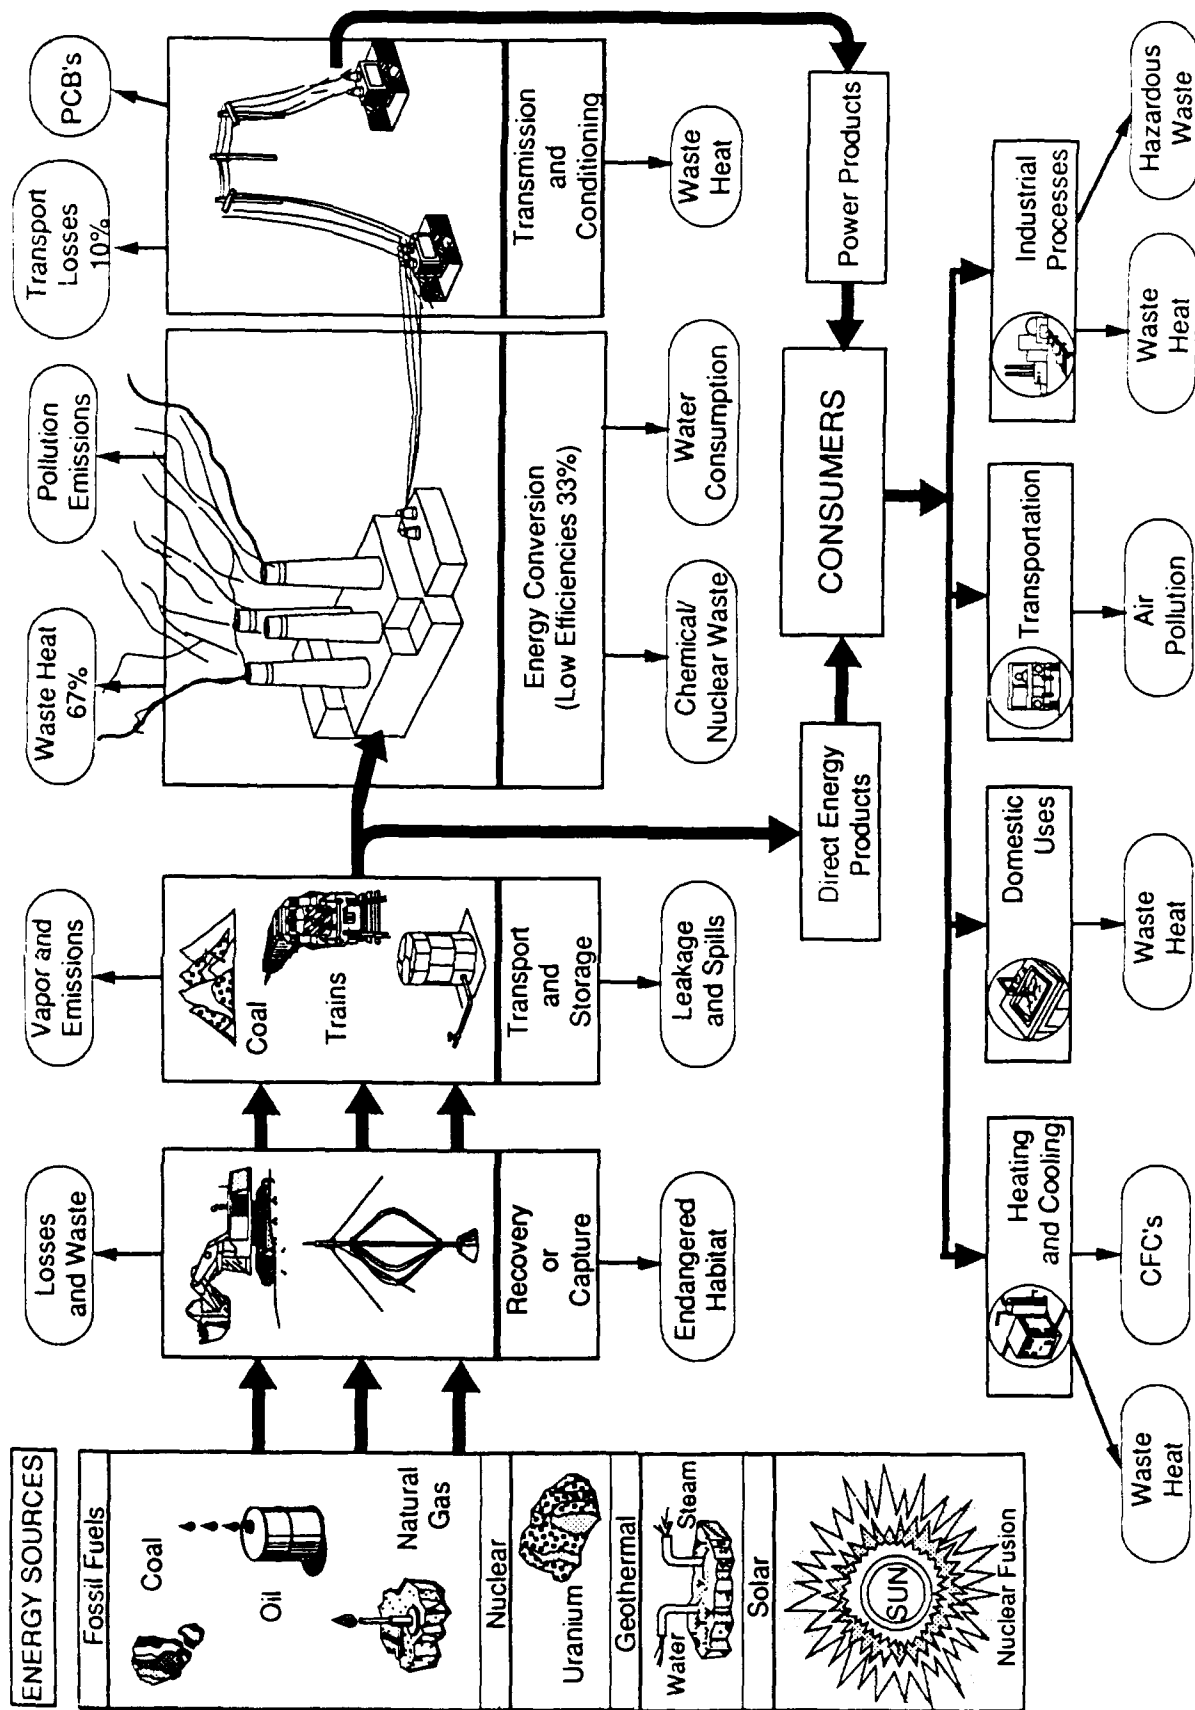 ENERGY SOURCES
Fossil Fuels
Coal
Oil
Natural
Gas
Nuclear
Uranium
Geothermal
Water
Steam
Solar
SUN
Nuclear Fusion
Losses
and Waste
Recovery
or
Capture
Endangered
Habitat
Vapor and
Emissions
Coal
Trains
Transport
and
Storage
Leakage
and Spills
Waste Heat
67%
Pollution
Emissions
Energy Conversion
(Low Efficiencies 33%)
Chemical/
Nuclear Waste
Water
Consumption
Transport
Losses
10%
PCB's
Transmission
and
Conditioning
Waste
Heat
Direct Energy
Products
CONSUMERS
Power Products
Heating
and Cooling
Domestic
Uses
Transportation
Industrial
Processes
Waste
Heat
CFC's
Waste
Heat
Air
Pollution
Waste
Heat
Hazardous
Waste